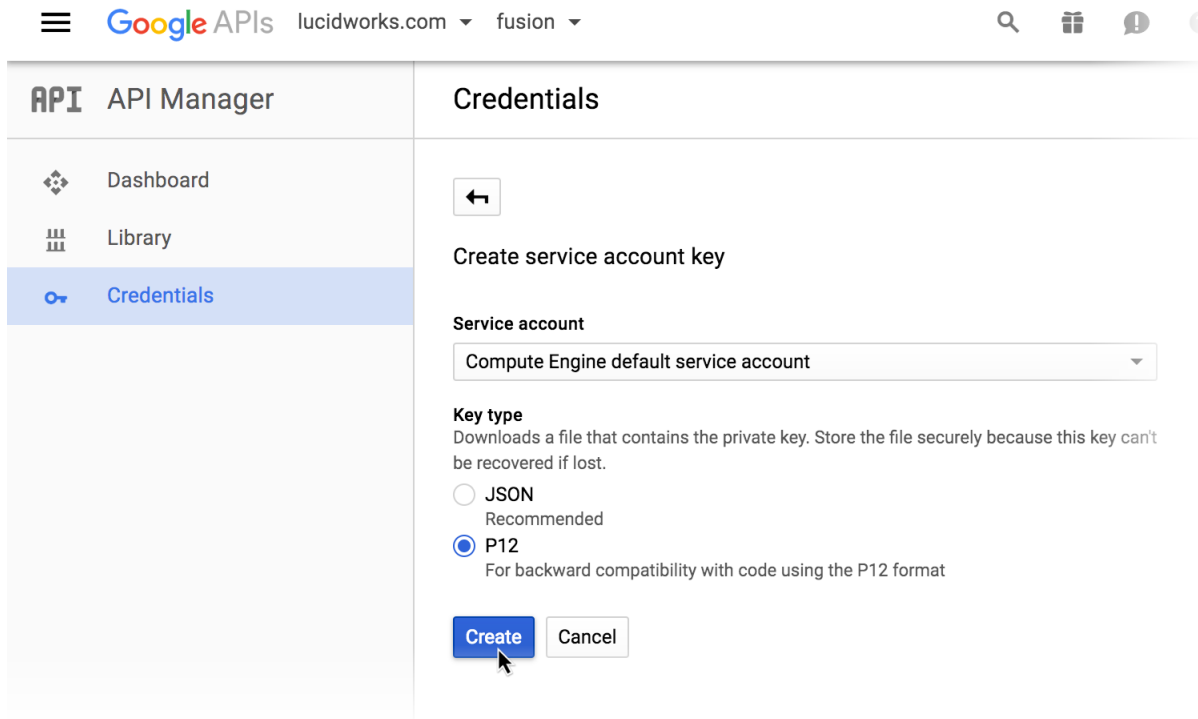 Google APIs lucidworks.com fusion
API API Manager
Credentials
Dashboard
Library
Credentials
Create service account key
Service account
Compute Engine default service account
Key type
Downloads a file that contains the private key. Store the file securely because this key can't
be recovered if lost.
JSON
Recommended
P12
For backward compatibility with code using the P12 format
Create Cancel